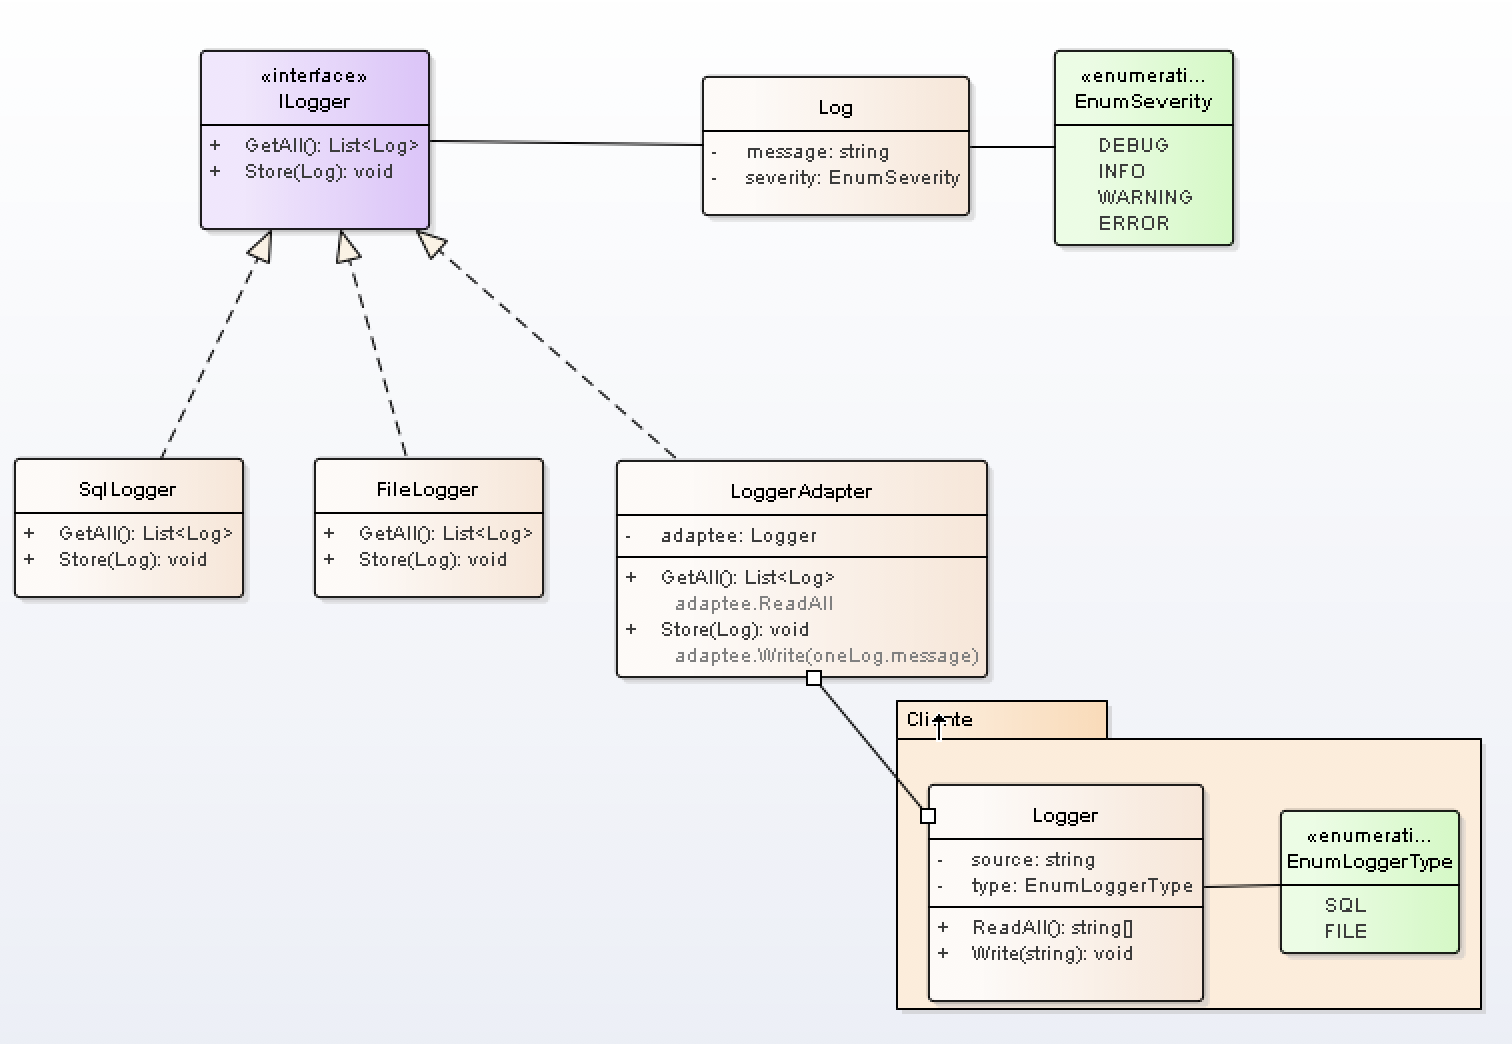 «interface»
ILogger
+ GetAll(): List<Log>
+ Store(Log): void
Log
- message: string
- severity: EnumSeverity
«enumerati...
EnumSeverity
DEBUG
INFO
WARNING
ERROR
SqlLogger
+ GetAll(): List<Log>
+ Store(Log): void
FileLogger
+ GetAll(): List<Log>
+ Store(Log): void
LoggerAdapter
- adaptee: Logger
+ GetAll(): List<Log>
adaptee.ReadAll
+ Store(Log): void
adaptee.Write(oneLog.message)
Cliente
Logger
- source: string
- type: EnumLoggerType
+ ReadAll(): string[]
+ Write(string): void
«enumerati...
EnumLoggerType
SQL
FILE